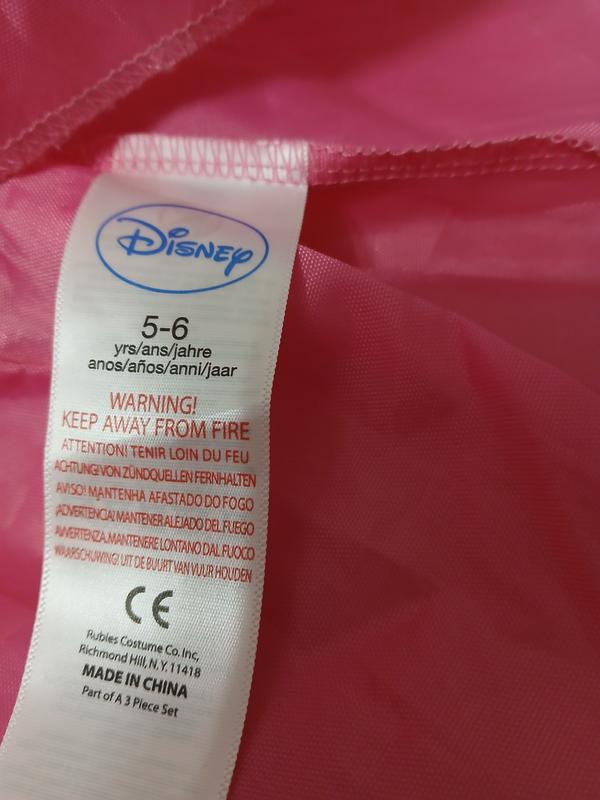 Disney
5-6
yrs/ans/jahre
anos/años/anni/jaar
WARNING!
KEEP AWAY FROM FIRE
ATTENTION! TENIR LOIN DU FEU
ACHTUNG! VON ZÜNDQUELLEN FERNHALTEN
AVISO! MANTENHA AFASTADO DO FOGO
¡ADVERTENCIA! MANTENER ALEJADO DEL FUEGO
AVVERTENZA. MANTENERE LONTANO DAL FUOCO
WAARSCHUWING! UIT DE BUURT VAN VUUR HOUDEN
CE
Rubies Costume Co. Inc,
Richmond Hill, N.Y. 11418
MADE IN CHINA
Part of A 3 Piece Set